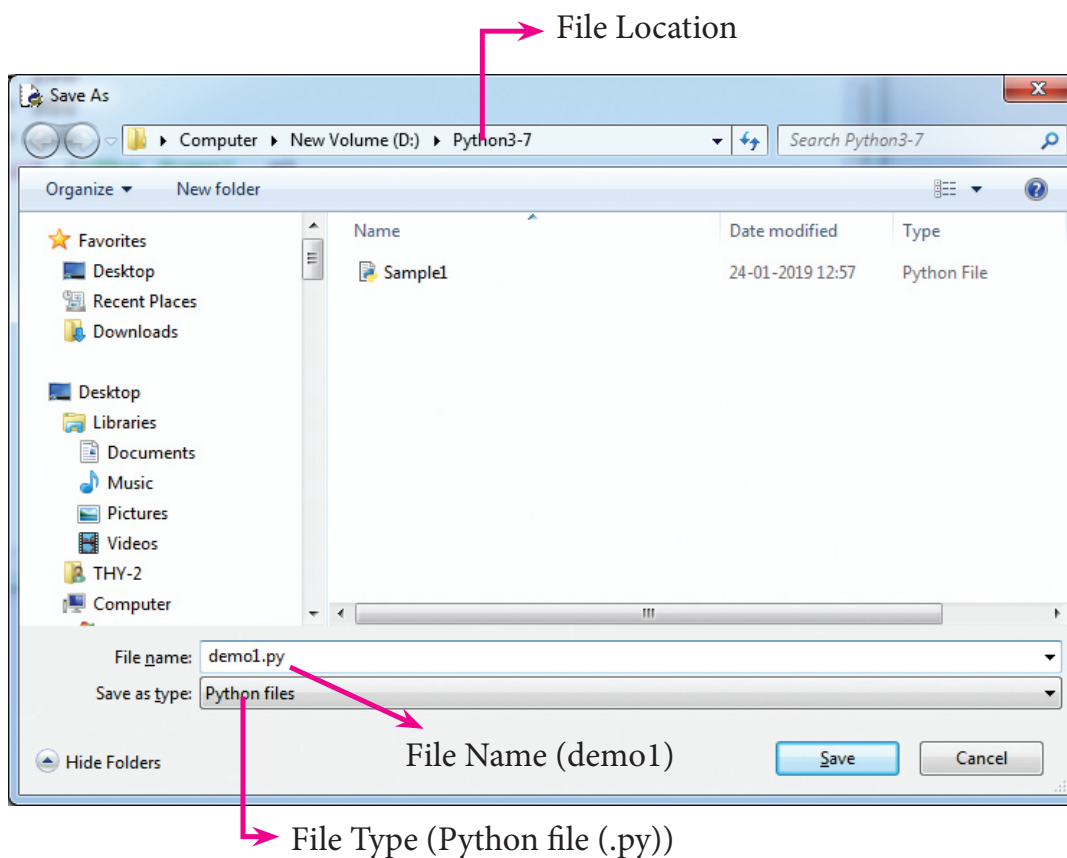 File Location
Save As
Computer New Volume (D:) Python3-7
Search Python3-7
Organize New folder
Name Date modified Type
Favorites
Desktop
Recent Places
Downloads
Desktop
Libraries
Documents
Music
Pictures
Videos
THY-2
Computer
Sample1 24-01-2019 12:57 Python File
File name: demo1.py
Save as type: Python files
File Name (demo1)
Hide Folders
Save Cancel
File Type (Python file (.py))